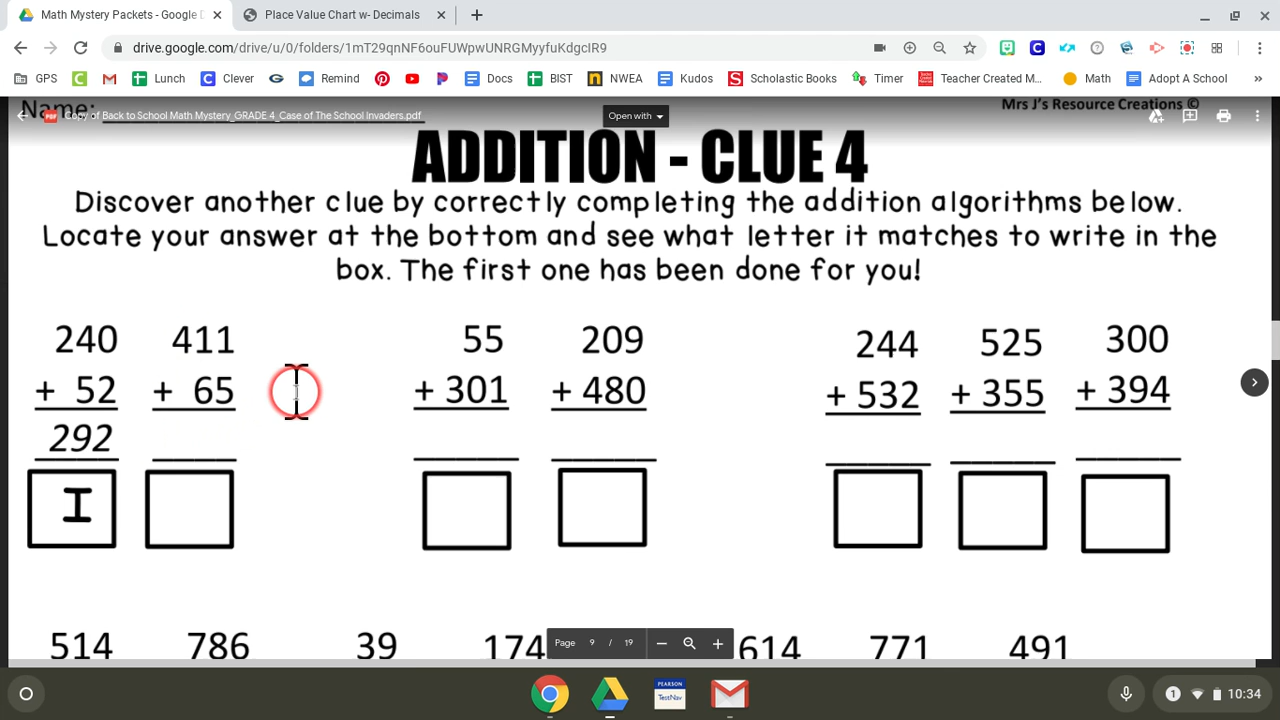 Math Mystery Packets - Google D
Place Value Chart w- Decimals
drive.google.com/drive/u/0/folders/1mT29qnNF6ouFUWpwUNRGMyyfuKdgcIR9
GPS Lunch Clever Remind Docs BIST NWEA Kudos Scholastic Books Timer Teacher Created M... Math Adopt A School »
Name:
Copy of Back to School Math Mystery_GRADE 4_Case of The School Invaders.pdf
Open with
Mrs J's Resource Creations ©
ADDITION - CLUE 4
Discover another clue by correctly completing the addition algorithms below.
Locate your answer at the bottom and see what letter it matches to write in the
box. The first one has been done for you!
240 411 55 209 244 525 300
+ 52 + 65 + 301 + 480 + 532 + 355 + 394
292
I
514 786 39 174 614 771 491
Page 9 / 19
PEARSON
TestNav
1 10:34